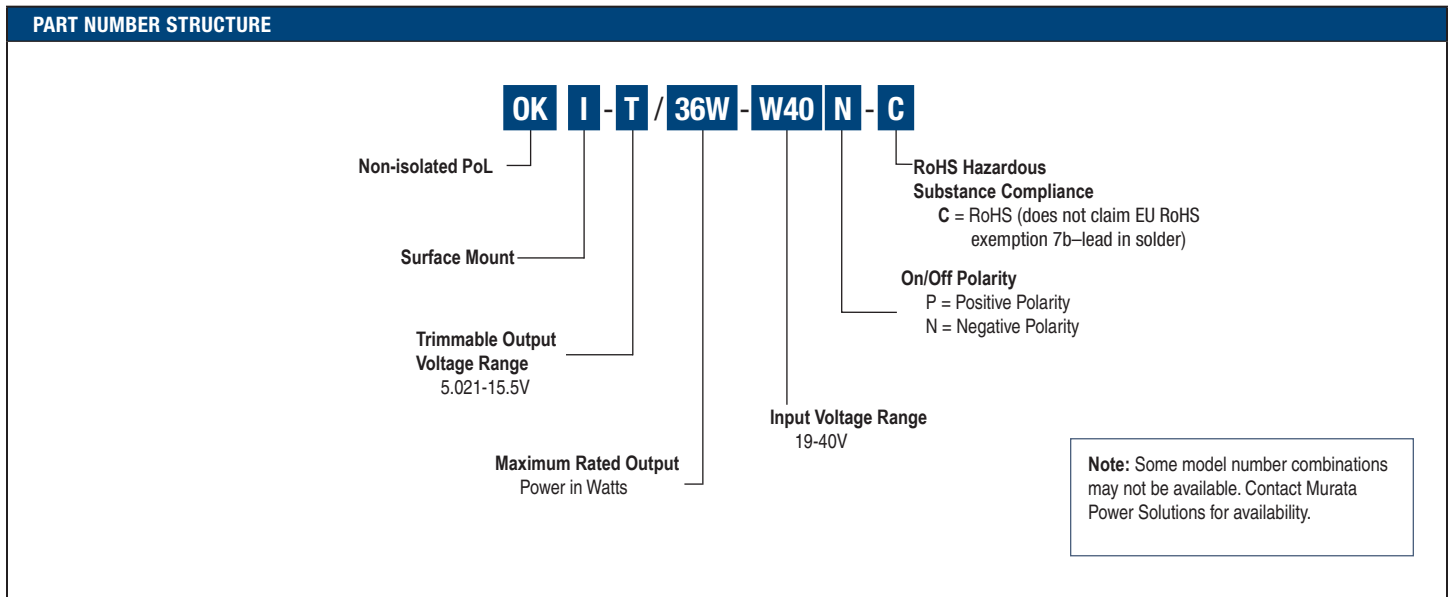 PART NUMBER STRUCTURE
OK I - T / 36W - W40 N - C
Non-isolated PoL
RoHS Hazardous
Substance Compliance
C = RoHS (does not claim EU RoHS
exemption 7b–lead in solder)
Surface Mount
On/Off Polarity
P = Positive Polarity
N = Negative Polarity
Trimmable Output
Voltage Range
5.021-15.5V
Input Voltage Range
19-40V
Maximum Rated Output
Power in Watts
Note: Some model number combinations
may not be available. Contact Murata
Power Solutions for availability.